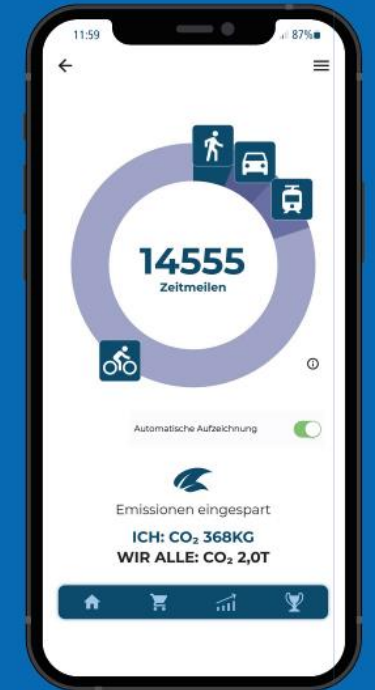 11:59
87%
14555
Zeitmeilen
Automatische Aufzeichnung
Emissionen eingespart
ICH: CO₂ 368KG
WIR ALLE: CO₂ 2,0T